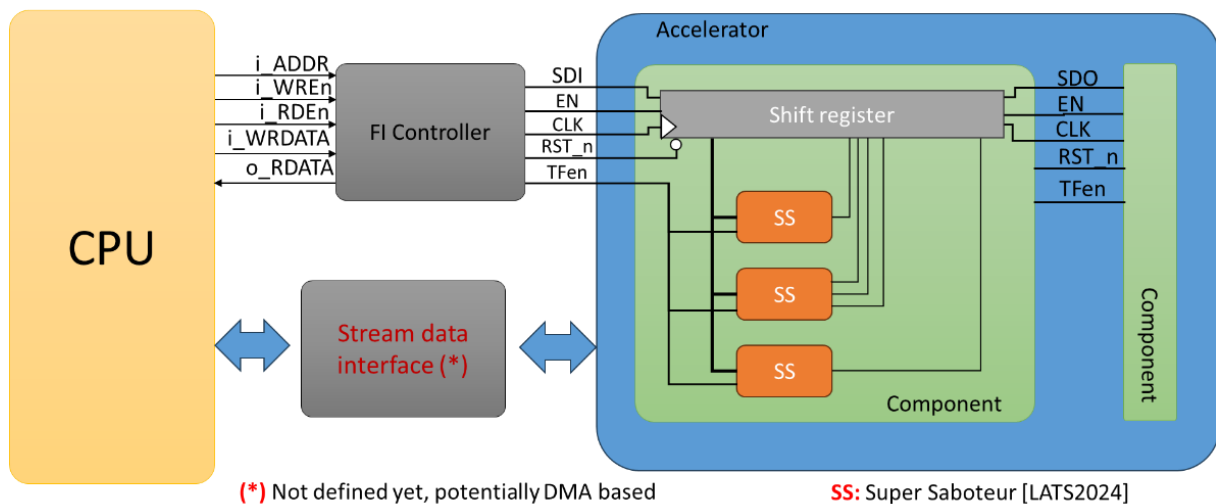 Accelerator
i_ADDR
i_WREn
i_RDEn
i_WRDATA
o_RDATA
FI Controller
SDI
EN
CLK
RST_n
TFen
Shift register
SDO
EN
CLK
RST_n
TFen
SS
SS
SS
CPU
Stream data
interface (*)
Component
Component
(*) Not defined yet, potentially DMA based
SS: Super Saboteur [LATS2024]